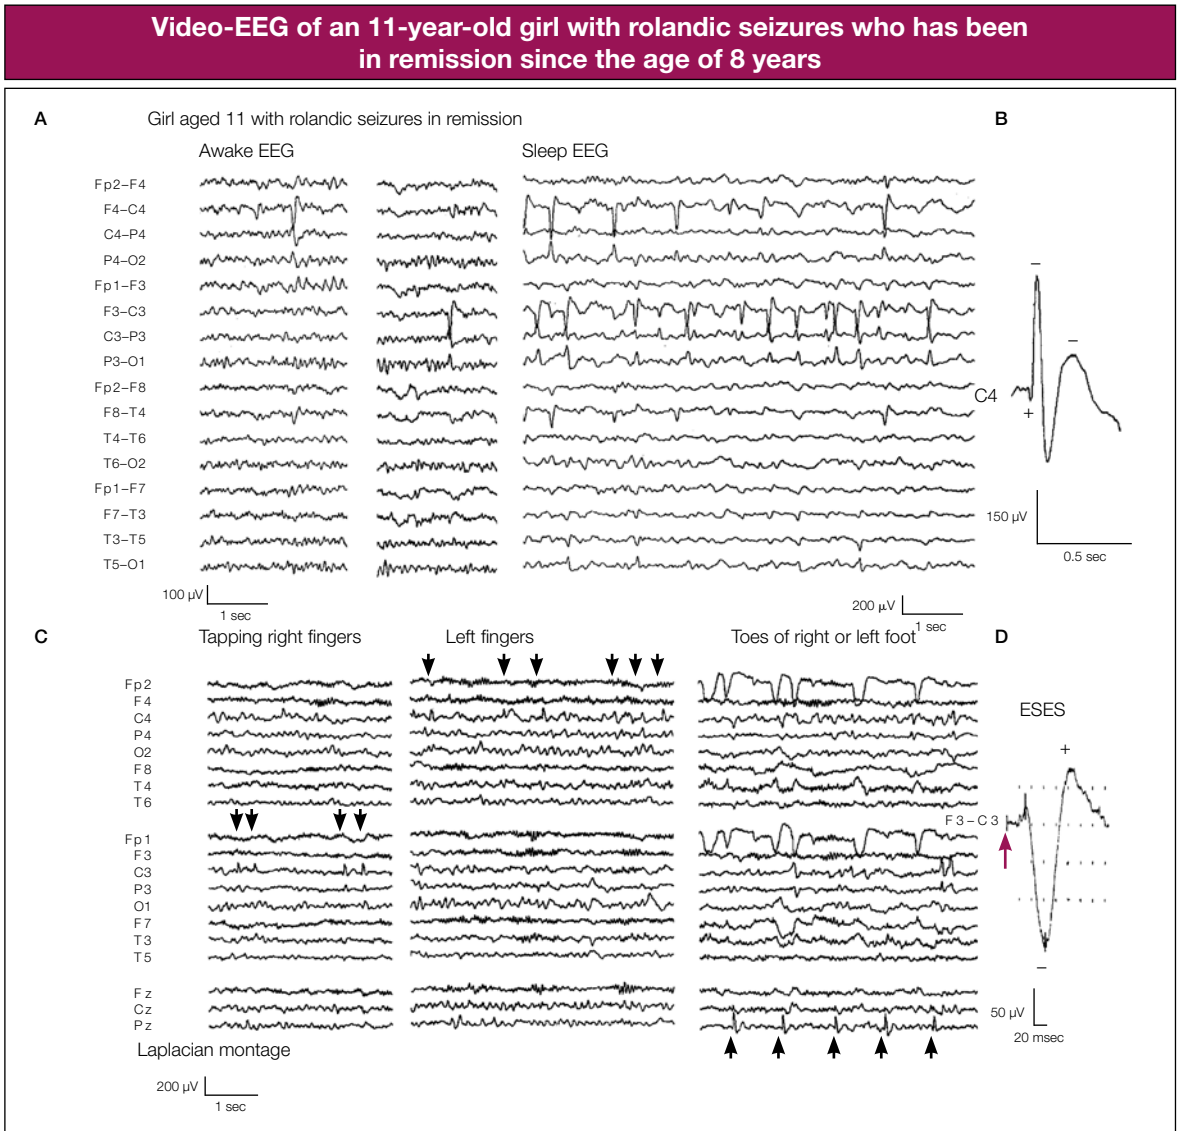 Video-EEG of an 11-year-old girl with rolandic seizures who has been
in remission since the age of 8 years
A
Girl aged 11 with rolandic seizures in remission
B
Awake EEG
Sleep EEG
Fp2–F4
F4–C4
C4–P4
P4–O2
Fp1–F3
F3–C3
C3–P3
P3–O1
Fp2–F8
F8–T4
T4–T6
T6–O2
Fp1–F7
F7–T3
T3–T5
T5–O1
100 µV
1 sec
200 µV
1 sec
–
–
C4
+
150 µV
0.5 sec
C
Tapping right fingers
Left fingers
Toes of right or left foot
D
Fp2
F4
C4
P4
O2
F8
T4
T6
Fp1
F3
C3
P3
O1
F7
T3
T5
Fz
Cz
Pz
Laplacian montage
200 µV
1 sec
ESES
+
F3–C3
–
50 µV
20 msec